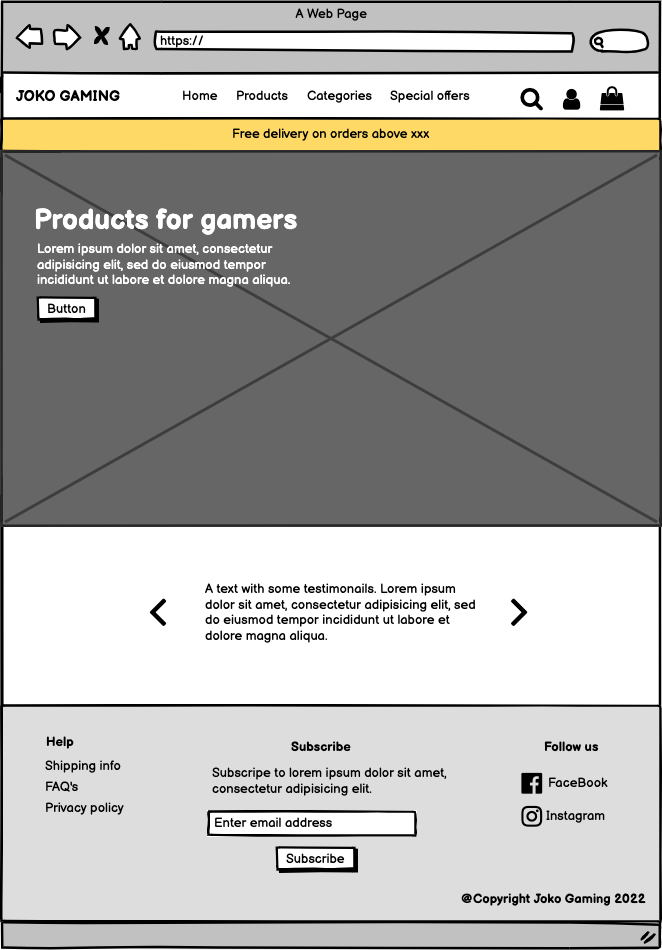 A Web Page
https://
JOKO GAMING
Home Products Categories Special offers
Free delivery on orders above xxx
Products for gamers
Lorem ipsum dolor sit amet, consectetur
adipisicing elit, sed do eiusmod tempor
incididunt ut labore et dolore magna aliqua.
Button
A text with some testimonails. Lorem ipsum
dolor sit amet, consectetur adipisicing elit, sed
do eiusmod tempor incididunt ut labore et
dolore magna aliqua.
Help
Shipping info
FAQ's
Privacy policy
Subscribe
Subscripe to lorem ipsum dolor sit amet,
consectetur adipisicing elit.
Enter email address
Subscribe
Follow us
FaceBook
Instagram
@Copyright Joko Gaming 2022